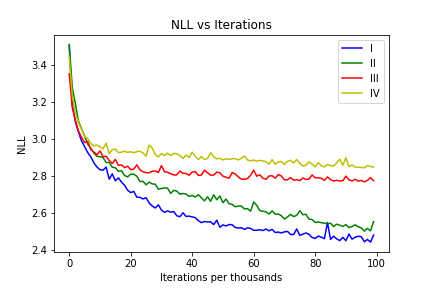 NLL vs Iterations
I
II
III
IV
NLL
3.4
3.2
3.0
2.8
2.6
2.4
0 20 40 60 80 100
Iterations per thousands